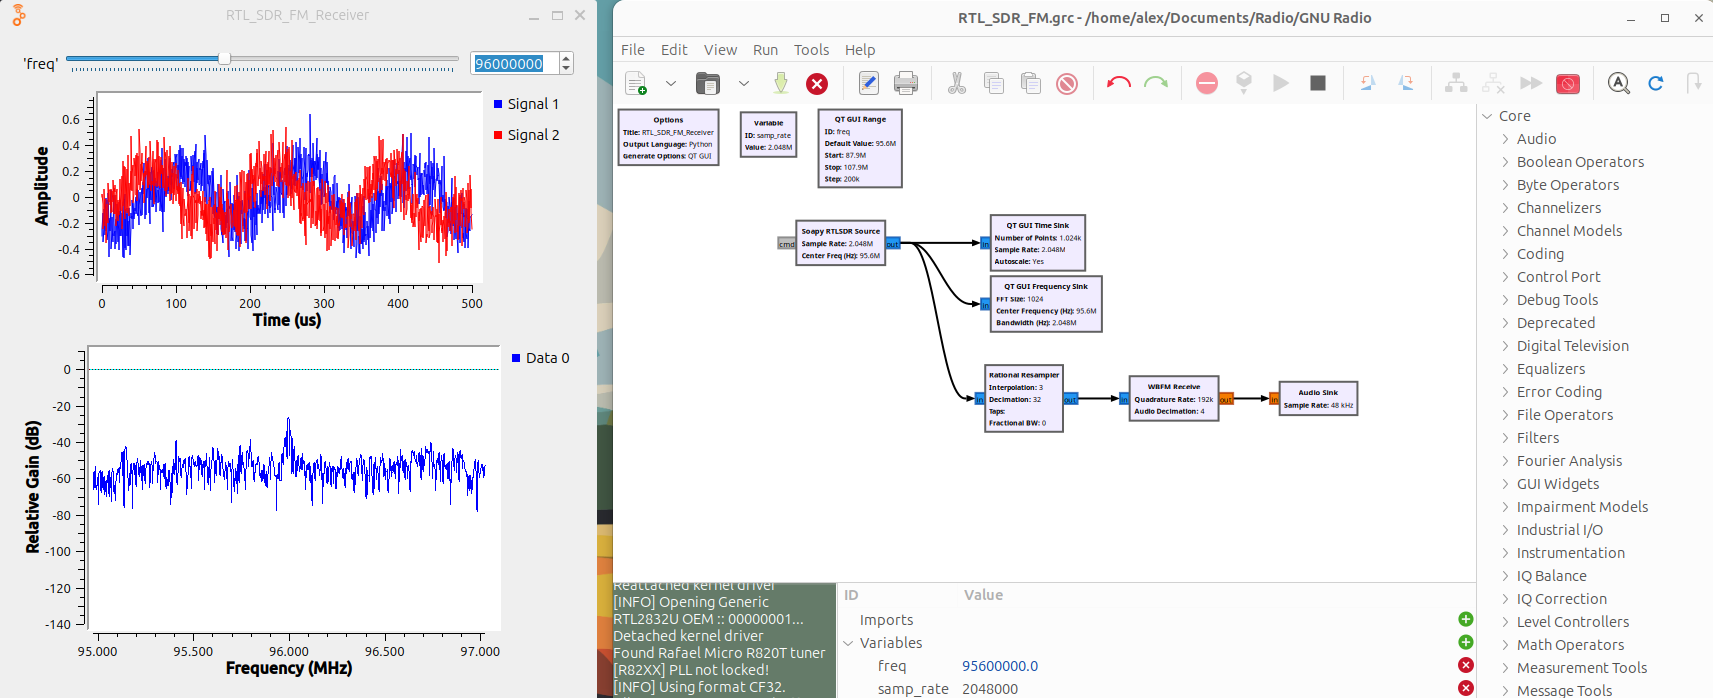 RTL_SDR_FM_Receiver
'freq'
96000000
Signal 1
Signal 2
0.6
0.4
0.2
0
-0.2
-0.4
-0.6
Amplitude
0 100 200 300 400 500
Time (us)
Data 0
0
-20
-40
-60
-80
-100
-120
-140
Relative Gain (dB)
95.000 95.500 96.000 96.500 97.000
Frequency (MHz)
RTL_SDR_FM.grc - /home/alex/Documents/Radio/GNU Radio
File Edit View Run Tools Help
Options
Title: RTL_SDR_FM_Receiver
Output Language: Python
Generate Options: QT GUI
Variable
ID: samp_rate
Value: 2.048M
QT GUI Range
ID: freq
Default Value: 95.6M
Start: 87.9M
Stop: 107.9M
Step: 200k
cmd
Soapy RTLSDR Source
Sample Rate: 2.048M
Center Freq (Hz): 95.6M
out
in
QT GUI Time Sink
Number of Points: 1.024k
Sample Rate: 2.048M
Autoscale: Yes
in
QT GUI Frequency Sink
FFT Size: 1024
Center Frequency (Hz): 95.6M
Bandwidth (Hz): 2.048M
in
Rational Resampler
Interpolation: 3
Decimation: 32
Taps:
Fractional BW: 0
out
in
WBFM Receive
Quadrature Rate: 192k
Audio Decimation: 4
out
in
Audio Sink
Sample Rate: 48 kHz
Reattached kernel driver
[INFO] Opening Generic
RTL2832U OEM :: 00000001...
Detached kernel driver
Found Rafael Micro R820T tuner
[R82XX] PLL not locked!
[INFO] Using format CF32.
ID Value
Imports
Variables
freq 95600000.0
samp_rate 2048000
Core
Audio
Boolean Operators
Byte Operators
Channelizers
Channel Models
Coding
Control Port
Debug Tools
Deprecated
Digital Television
Equalizers
Error Coding
File Operators
Filters
Fourier Analysis
GUI Widgets
Impairment Models
Industrial I/O
Instrumentation
IQ Balance
IQ Correction
Level Controllers
Math Operators
Measurement Tools
Message Tools